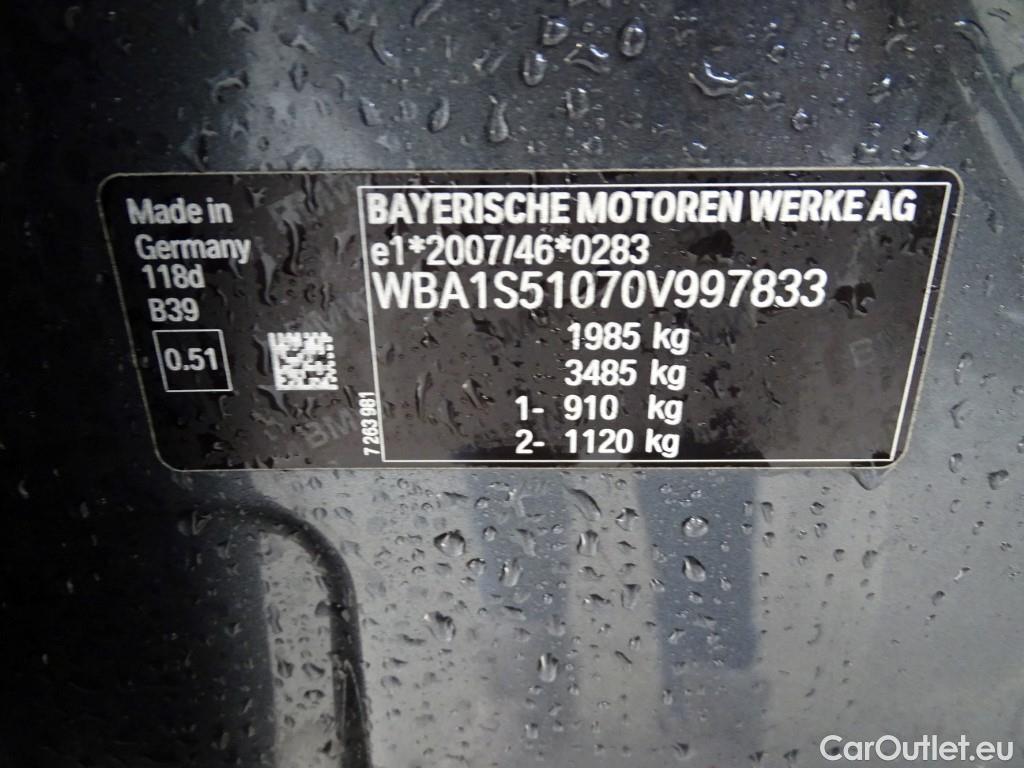 Made in
Germany
118d
B39
0.51
7 263 981
BAYERISCHE MOTOREN WERKE AG
e1*2007/46*0283
WBA1S51070V997833
1985 kg
3485 kg
1- 910 kg
2- 1120 kg
BMW
CarOutlet.eu